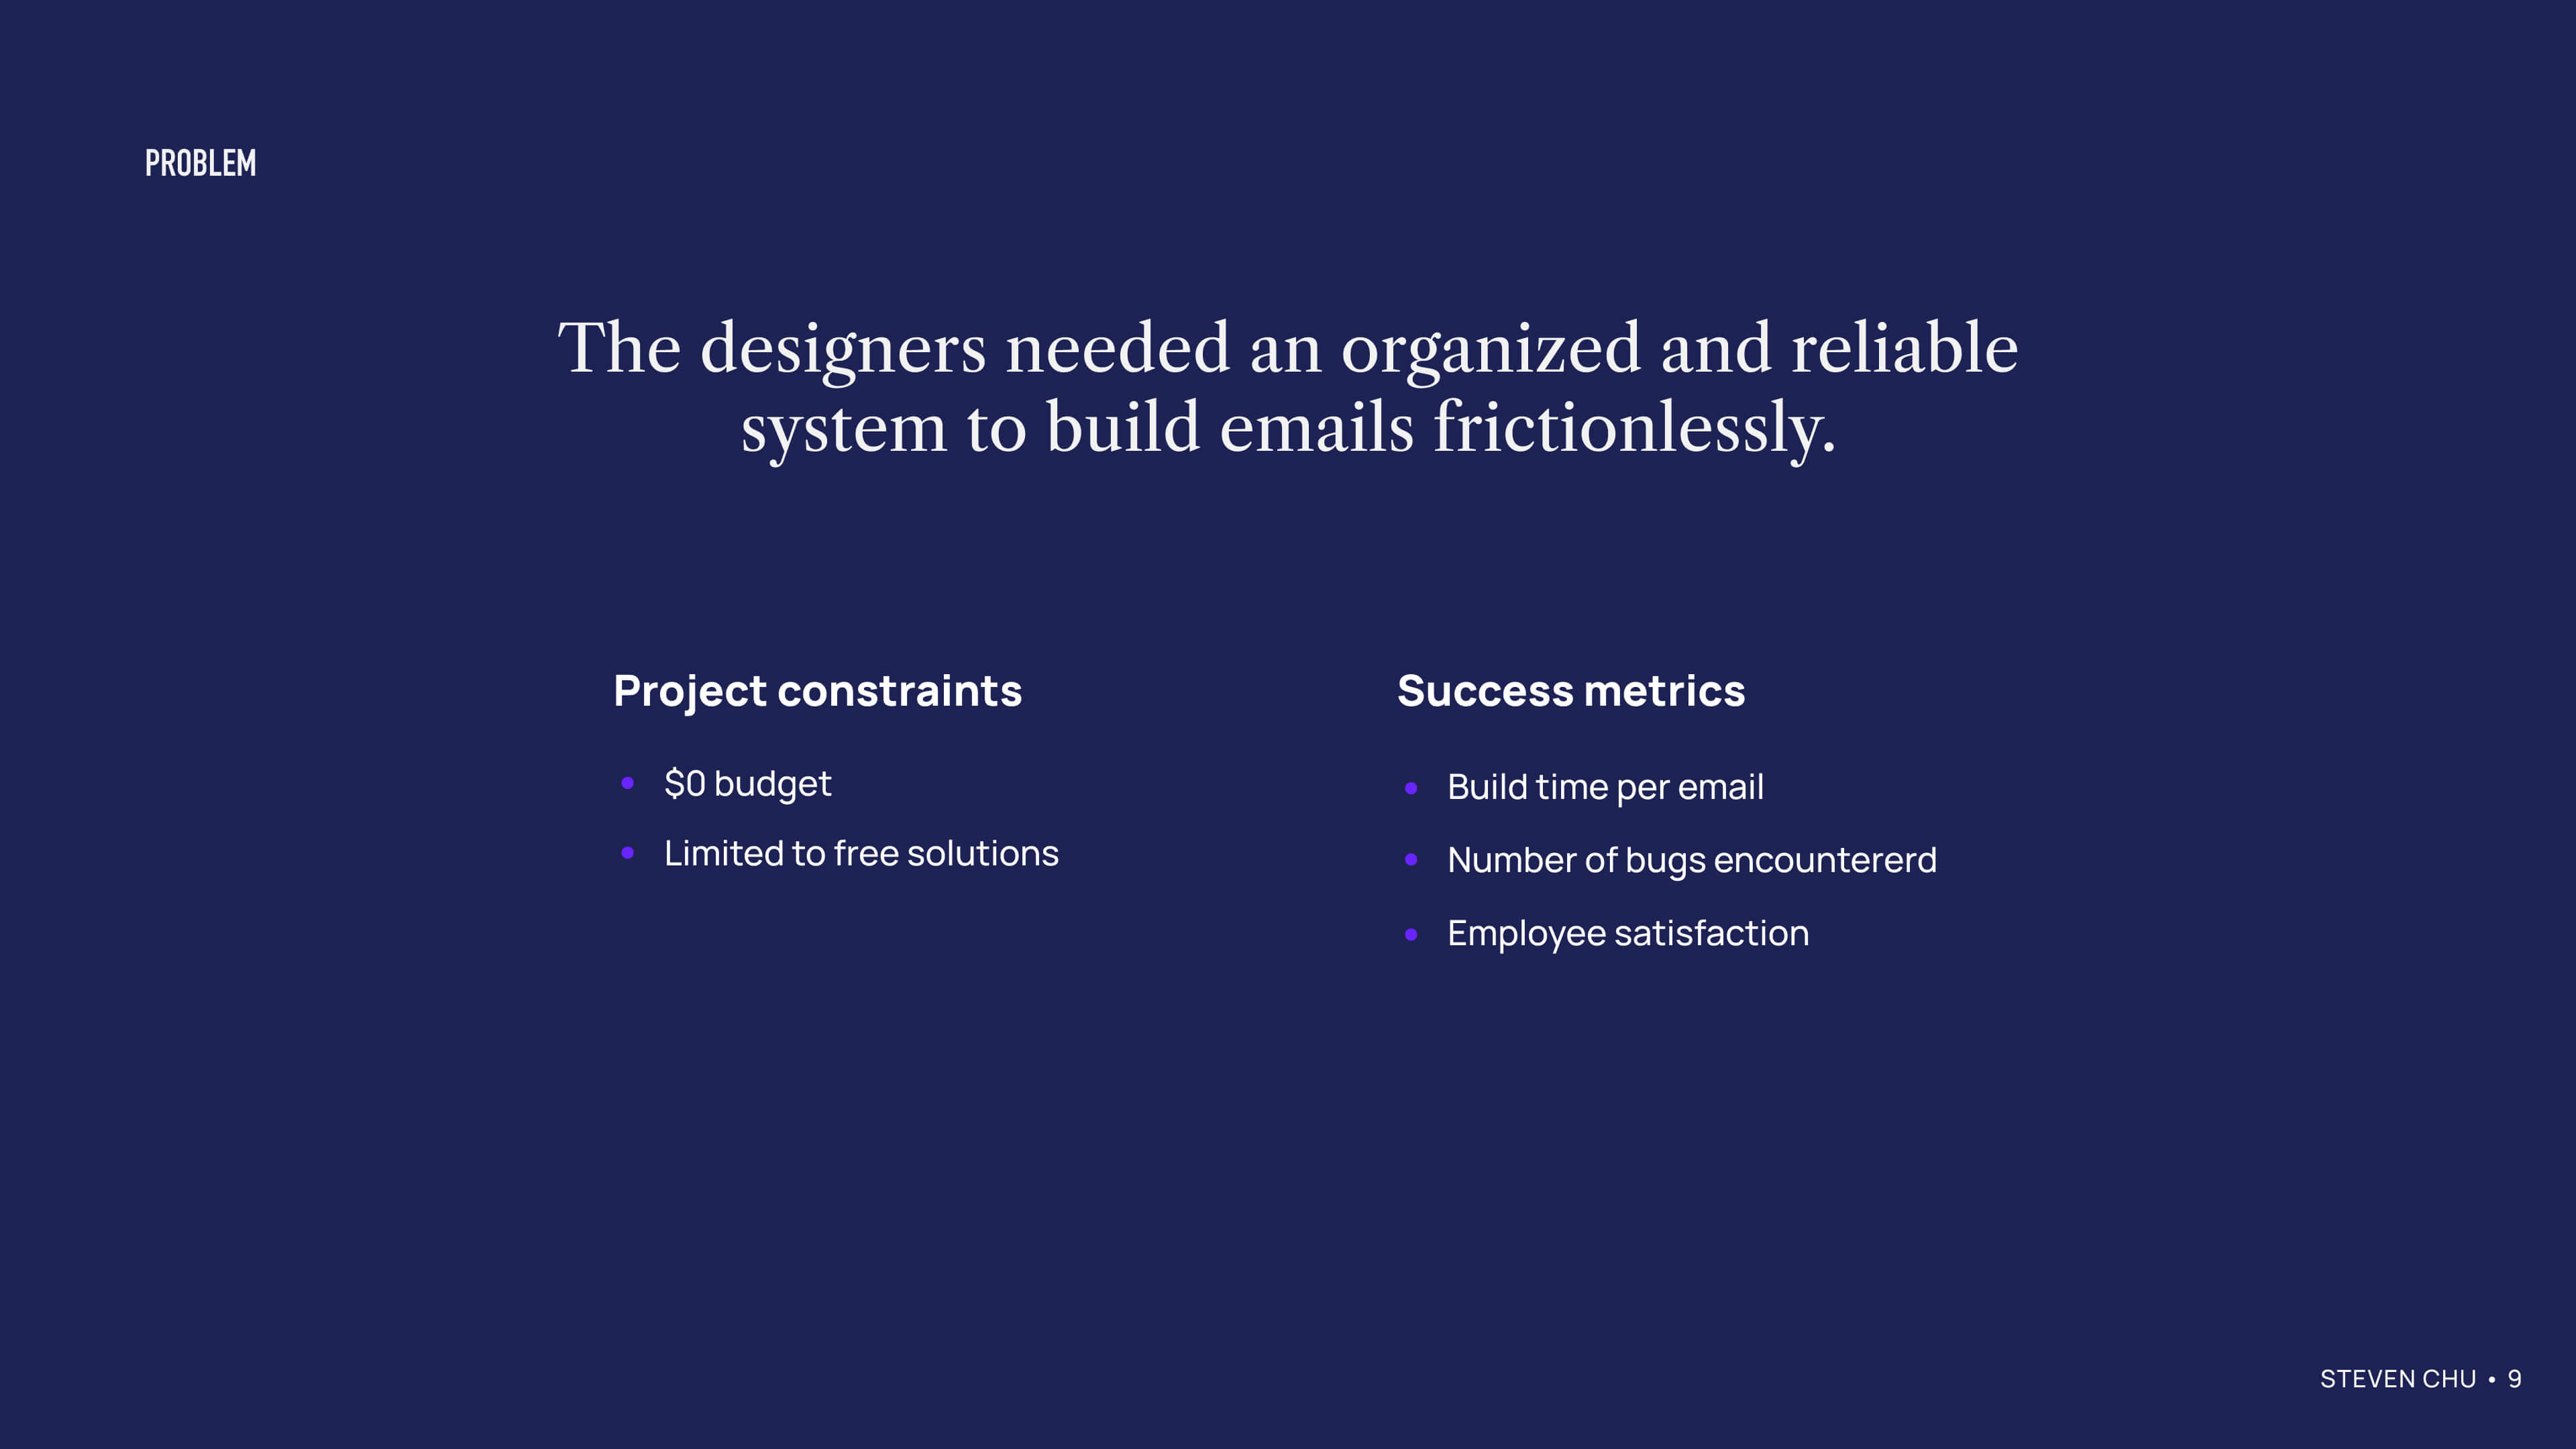 PROBLEM
The designers needed an organized and reliable
system to build emails frictionlessly.
Project constraints
• $0 budget
• Limited to free solutions
Success metrics
• Build time per email
• Number of bugs encountererd
• Employee satisfaction
STEVEN CHU • 9